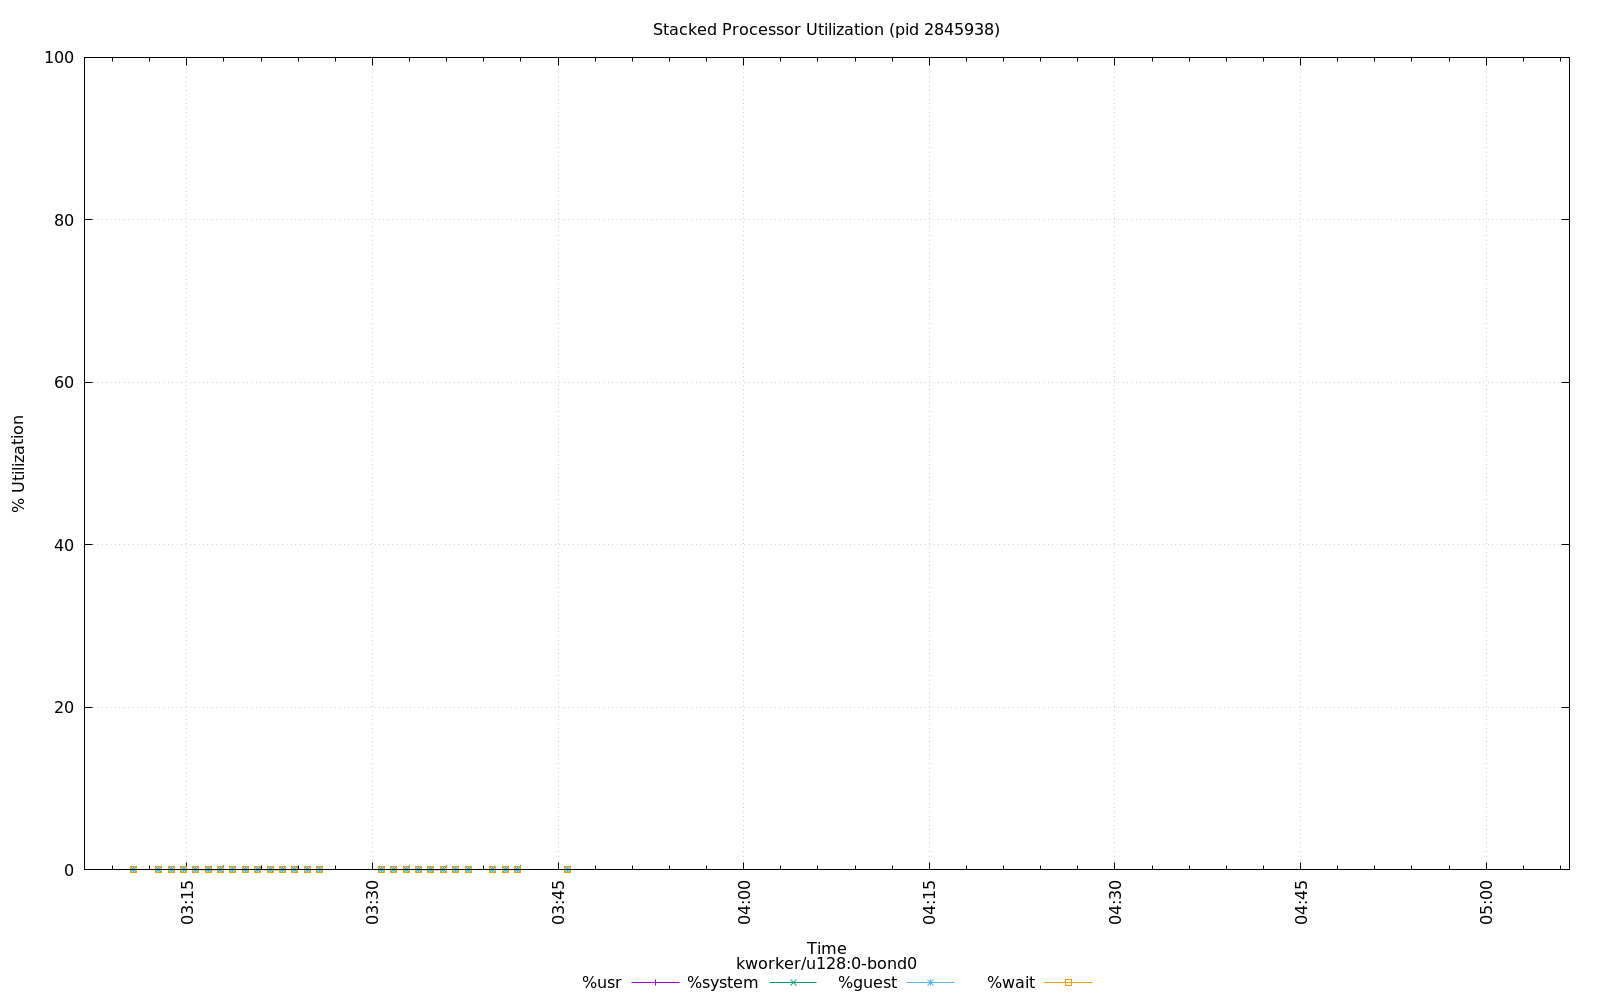 Stacked Processor Utilization (pid 2845938)
100
80
60
40
20
0
% Utilization
03:15
03:30
03:45
04:00
04:15
04:30
04:45
05:00
Time
kworker/u128:0-bond0
%usr %system %guest %wait